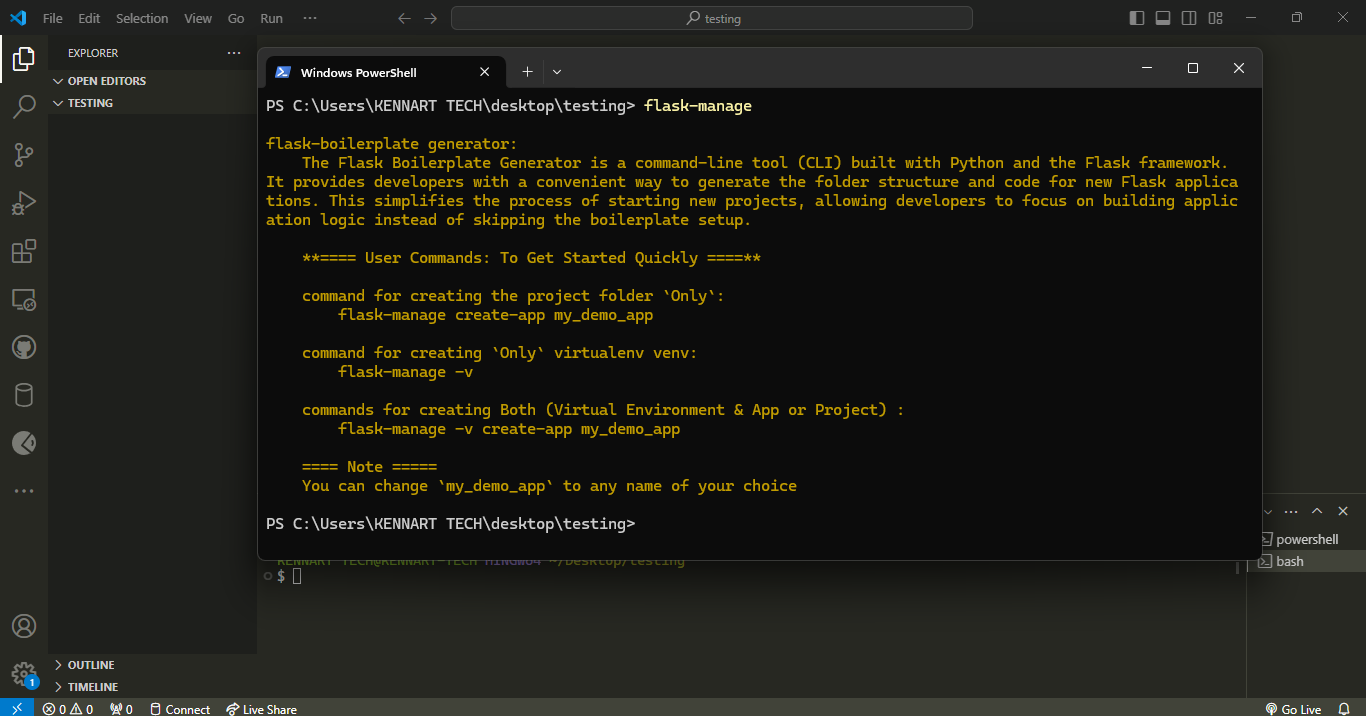 File Edit Selection View Go Run ···
testing
EXPLORER
OPEN EDITORS
TESTING
Windows PowerShell
PS C:\Users\KENNART TECH\desktop\testing> flask-manage
flask-boilerplate generator:
The Flask Boilerplate Generator is a command-line tool (CLI) built with Python and the Flask framework.
It provides developers with a convenient way to generate the folder structure and code for new Flask applica
tions. This simplifies the process of starting new projects, allowing developers to focus on building applic
ation logic instead of skipping the boilerplate setup.
**==== User Commands: To Get Started Quickly ====**
command for creating the project folder `Only`:
flask-manage create-app my_demo_app
command for creating `Only` virtualenv venv:
flask-manage -v
commands for creating Both (Virtual Environment & App or Project) :
flask-manage -v create-app my_demo_app
==== Note =====
You can change `my_demo_app` to any name of your choice
PS C:\Users\KENNART TECH\desktop\testing>
powershell
KENNART TECH@KENNART-TECH MINGW64 ~/Desktop/testing
bash
$
OUTLINE
1
TIMELINE
0 0 0 Connect Live Share Go Live